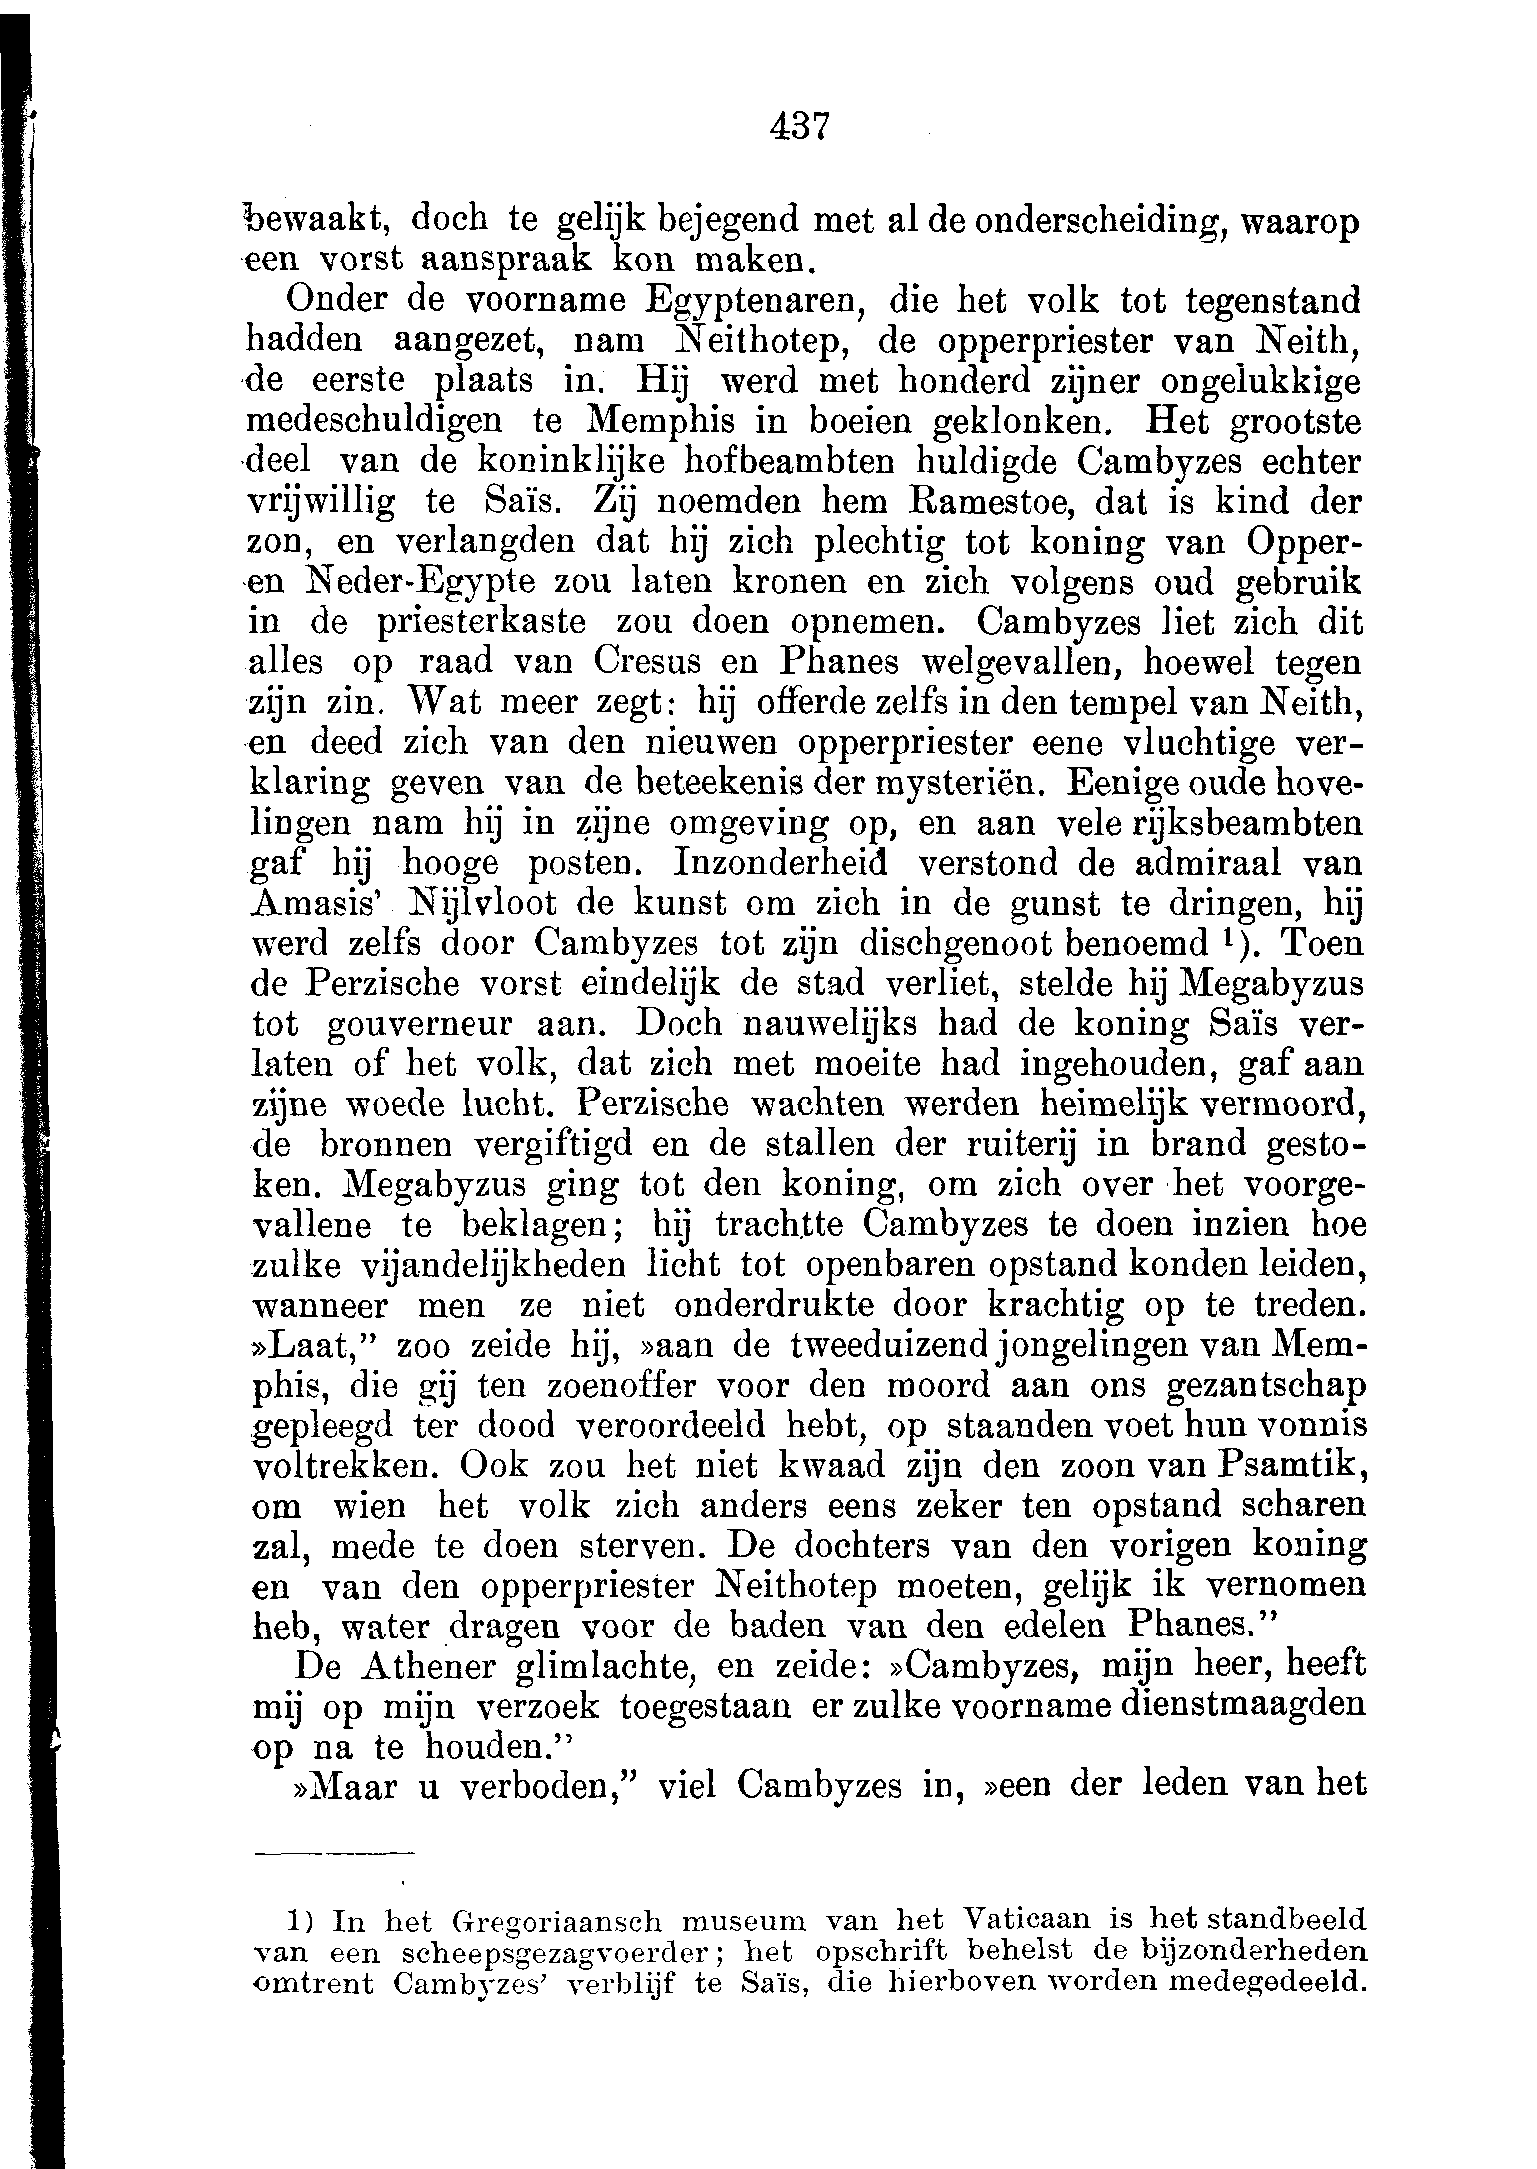 437
bewaakt, doch te gelijk bejegend met al de onderscheiding, waarop
een vorst aanspraak kon maken.
Onder de voorname Egyptenaren, die het volk tot tegenstand
hadden aangezet, nam Neithotep, de opperpriester van Neith,
de eerste plaats in. Hij werd met honderd zijner ongelukkige
medeschuldigen te Memphis in boeien geklonken. Het grootste
deel van de koninklijke hofbeambten huldigde Cambyzes echter
vrijwillig te Saïs. Zij noemden hem Ramestoe, dat is kind der
zon, en verlangden dat hij zich plechtig tot koning van Opper-
en Neder-Egypte zou laten kronen en zich volgens oud gebruik
in de priesterkaste zou doen opnemen. Cambyzes liet zich dit
alles op raad van Cresus en Phanes welgevallen, hoewel tegen
zijn zin. Wat meer zegt: hij offerde zelfs in den tempel van Neith,
en deed zich van den nieuwen opperpriester eene vluchtige ver-
klaring geven van de beteekenis der mysteriën. Eenige oude hove-
lingen nam hij in zijne omgeving op, en aan vele rijksbeambten
gaf hij hooge posten. Inzonderheid verstond de admiraal van
Amasis' Nijlvloot de kunst om zich in de gunst te dringen, hij
werd zelfs door Cambyzes tot zijn dischgenoot benoemd ¹). Toen
de Perzische vorst eindelijk de stad verliet, stelde hij Megabyzus
tot gouverneur aan. Doch nauwelijks had de koning Saïs ver-
laten of het volk, dat zich met moeite had ingehouden, gaf aan
zijne woede lucht. Perzische wachten werden heimelijk vermoord,
de bronnen vergiftigd en de stallen der ruiterij in brand gesto-
ken. Megabyzus ging tot den koning, om zich over het voorge-
vallene te beklagen; hij trachtte Cambyzes te doen inzien hoe
zulke vijandelijkheden licht tot openbaren opstand konden leiden,
wanneer men ze niet onderdrukte door krachtig op te treden.
»Laat,” zoo zeide hij, »aan de tweeduizend jongelingen van Mem-
phis, die gij ten zoenoffer voor den moord aan ons gezantschap
gepleegd ter dood veroordeeld hebt, op staanden voet hun vonnis
voltrekken. Ook zou het niet kwaad zijn den zoon van Psamtik,
om wien het volk zich anders eens zeker ten opstand scharen
zal, mede te doen sterven. De dochters van den vorigen koning
en van den opperpriester Neithotep moeten, gelijk ik vernomen
heb, water dragen voor de baden van den edelen Phanes.”
De Athener glimlachte, en zeide: »Cambyzes, mijn heer, heeft
mij op mijn verzoek toegestaan er zulke voorname dienstmaagden
op na te houden.”
»Maar u verboden,” viel Cambyzes in, »een der leden van het
1) In het Gregoriaansch museum van het Vaticaan is het standbeeld
van een scheepsgezagvoerder; het opschrift behelst de bijzonderheden
omtrent Cambyzes' verblijf te Saïs, die hierboven worden medegedeeld.